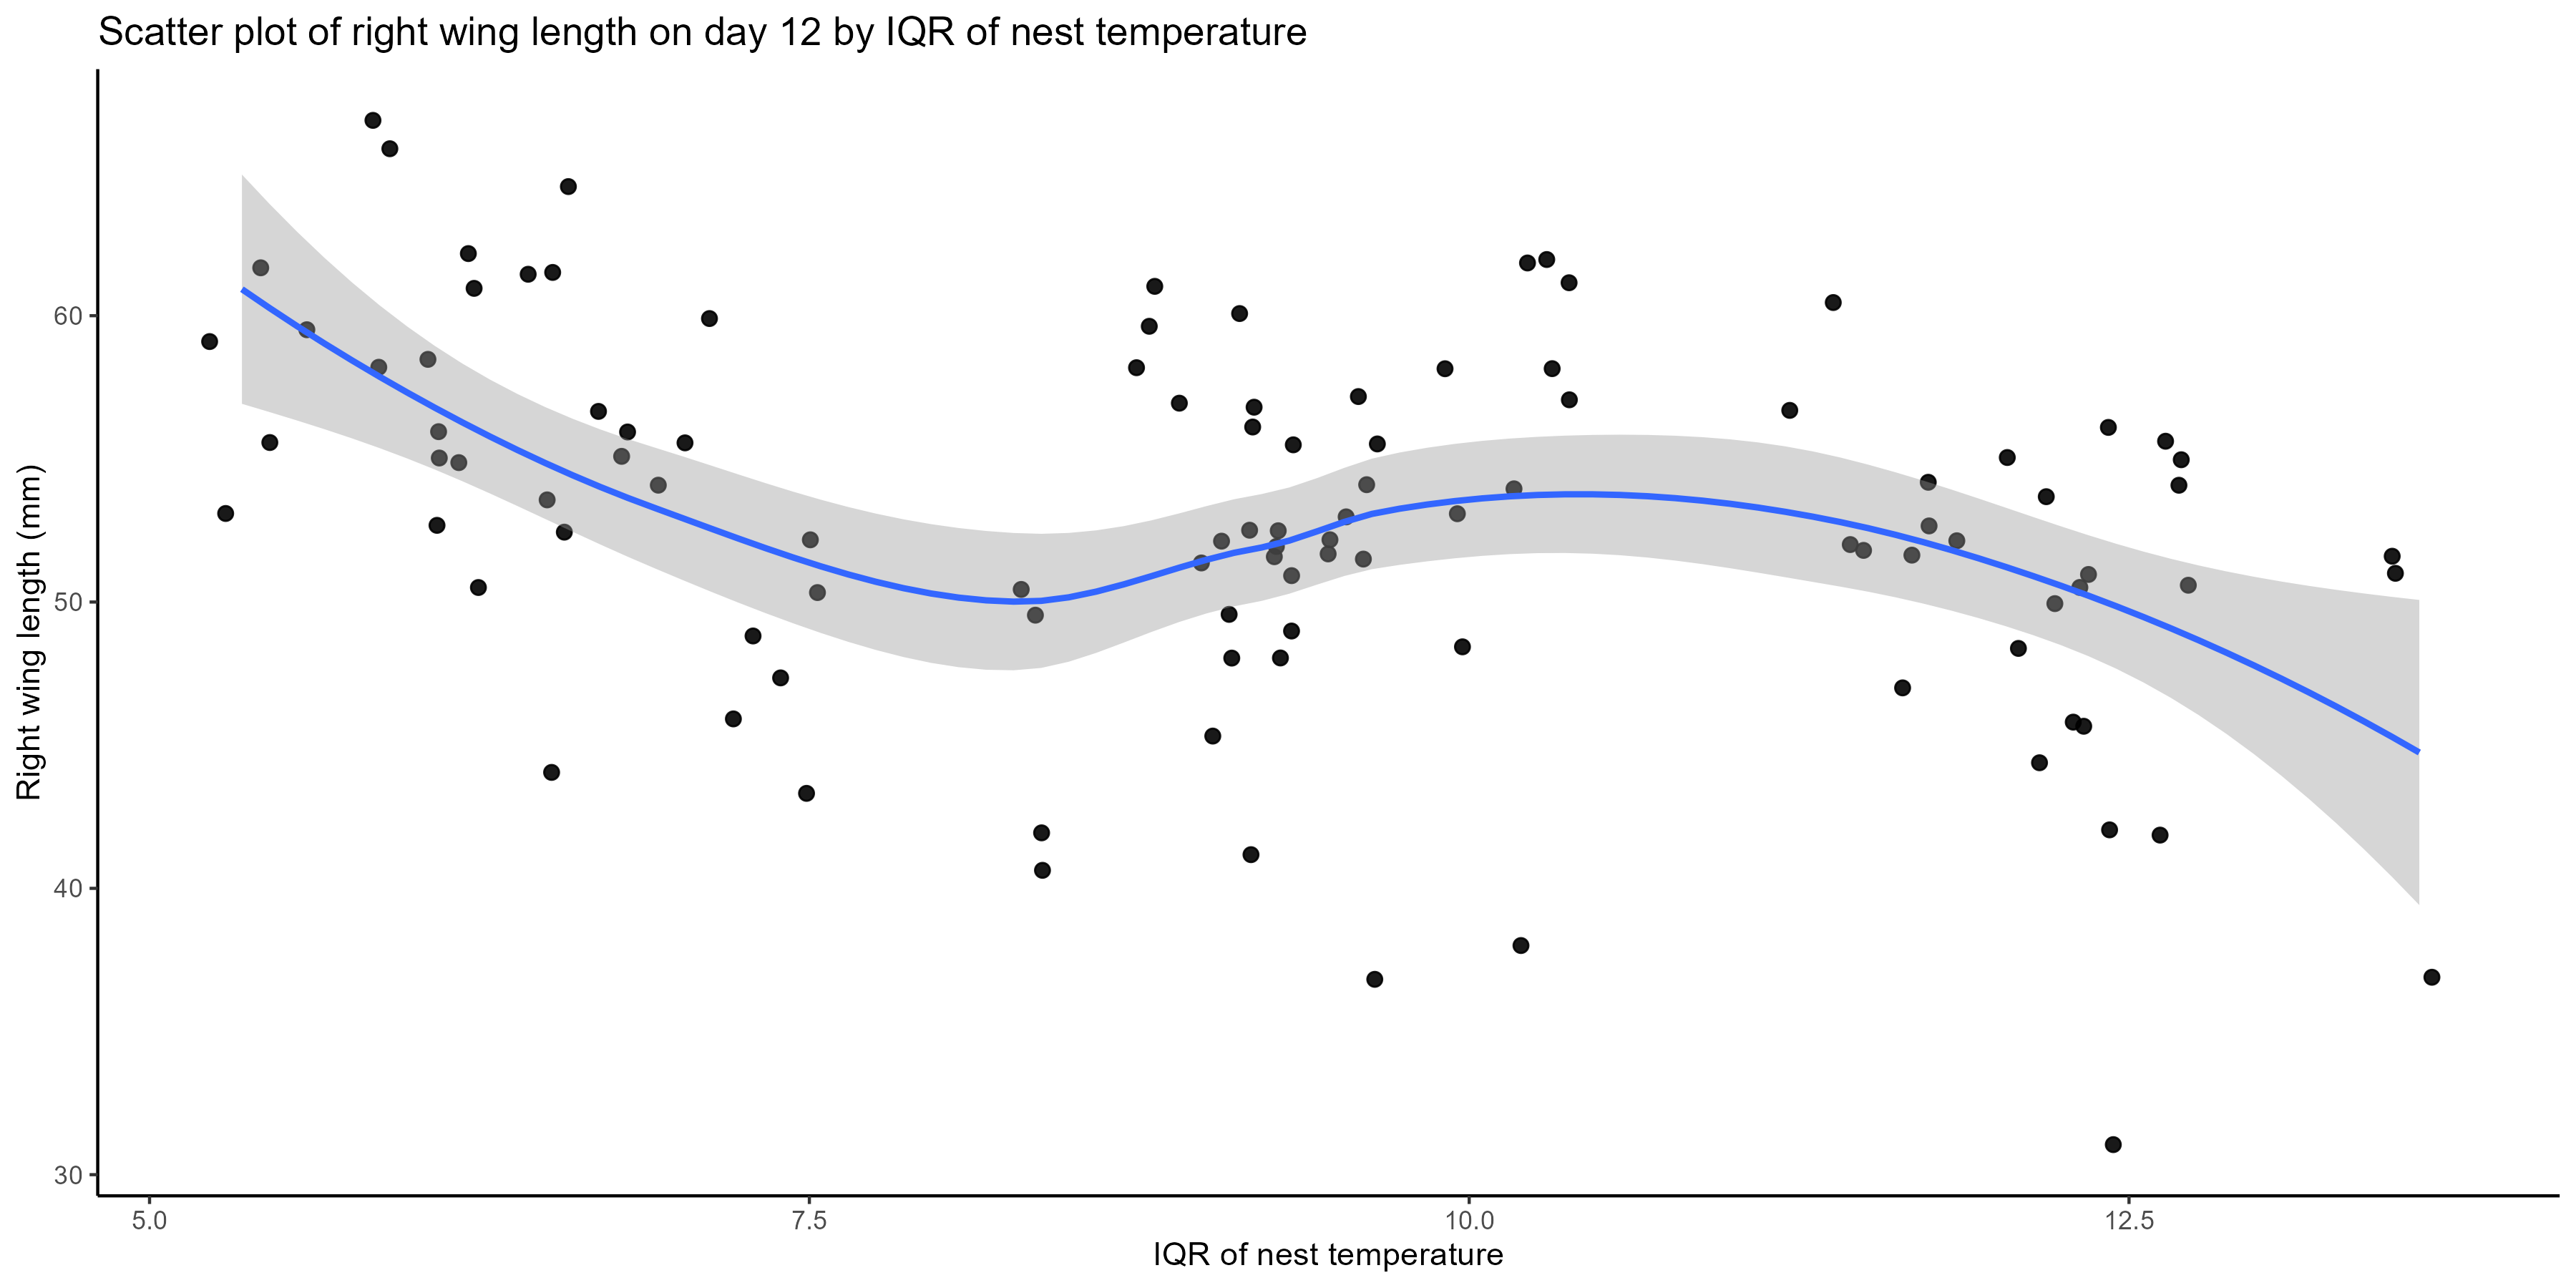 Scatter plot of right wing length on day 12 by IQR of nest temperature
Right wing length (mm)
60
50
40
30
5.0
7.5
10.0
12.5
IQR of nest temperature